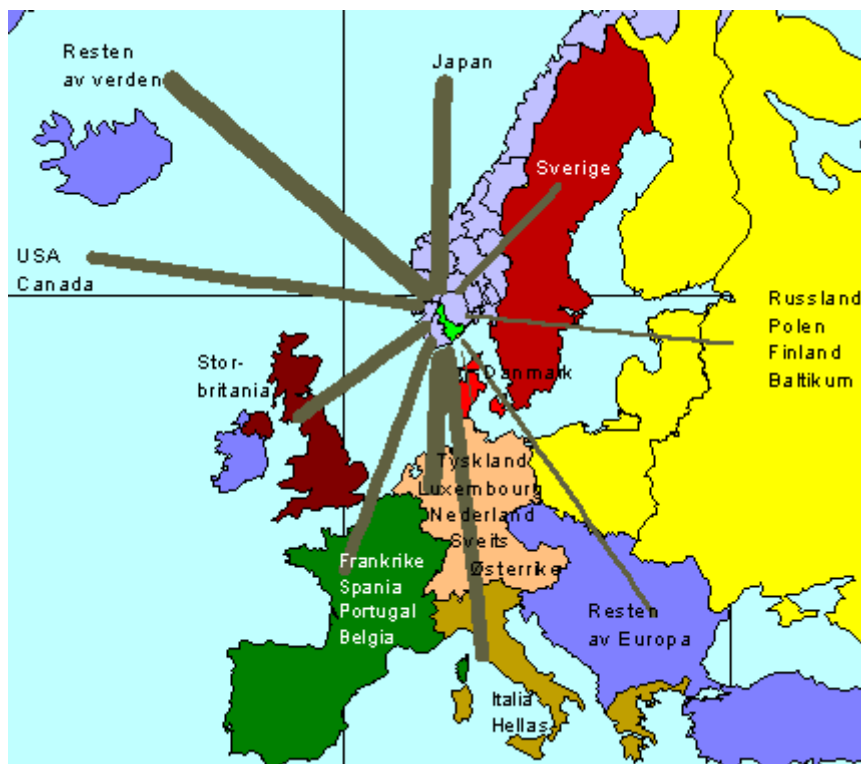 Resten
av verden
Japan
Sverige
USA
Canada
Russland
Polen
Finland
Baltikum
Stor-
britania
Danmark
Tyskland
Luxembourg
Nederland
Sveits
Østerrike
Frankrike
Spania
Portugal
Belgia
Resten
av Europa
Italia
Hellas